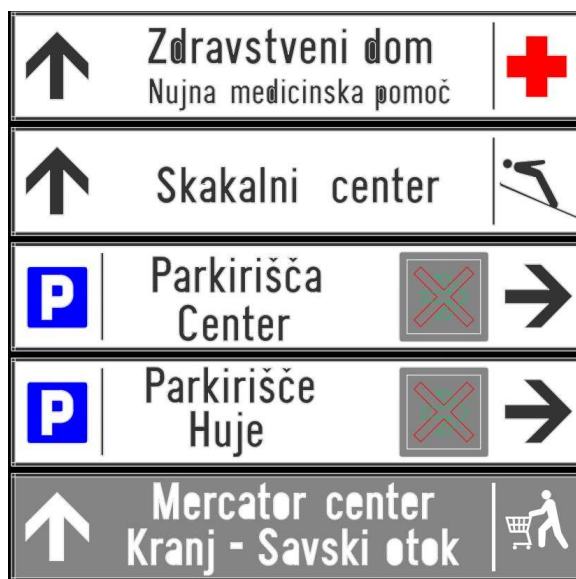 Zdravstveni dom
Nujna medicinska pomoč
Skakalni center
P Parkirišča
Center
P Parkirišče
Huje
Mercator center
Kranj - Savski otok